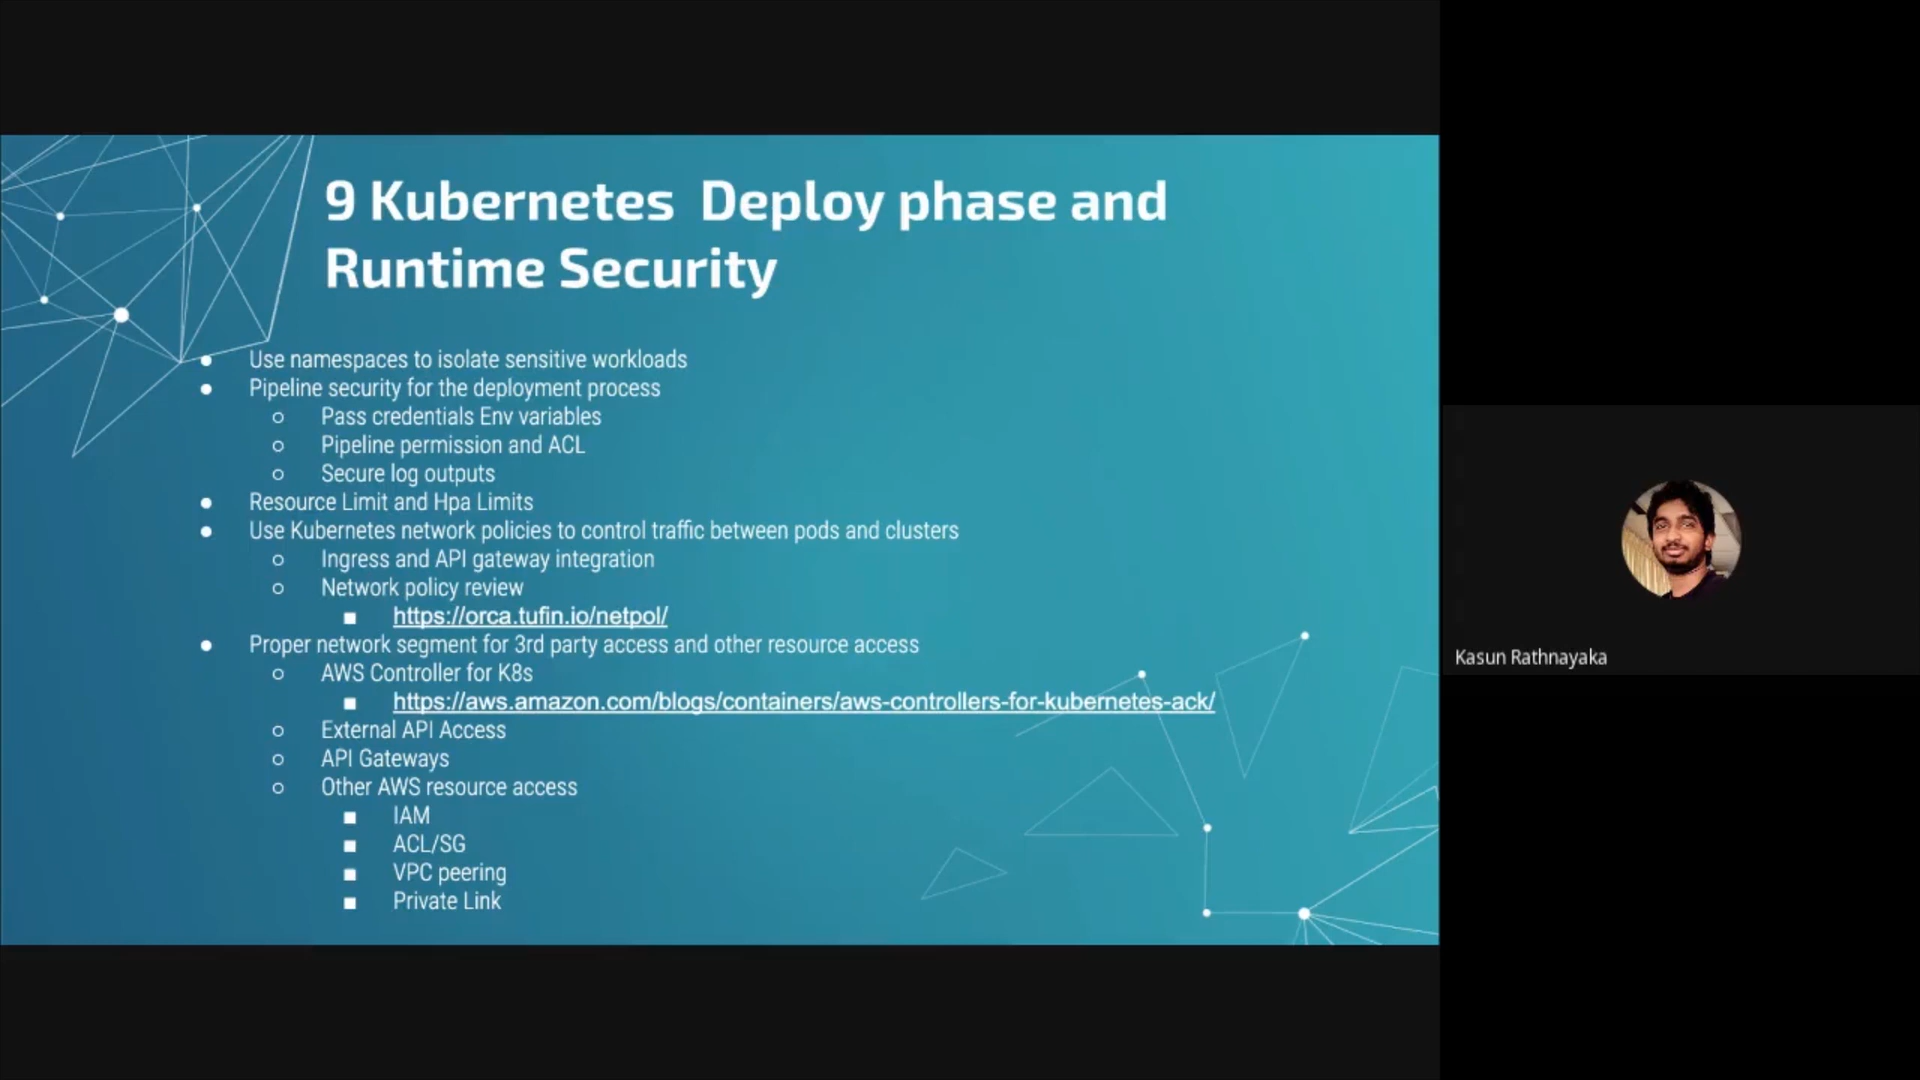 9 Kubernetes  Deploy phase and
Runtime Security
● Use namespaces to isolate sensitive workloads
● Pipeline security for the deployment process
○ Pass credentials Env variables
○ Pipeline permission and ACL
○ Secure log outputs
● Resource Limit and Hpa Limits
● Use Kubernetes network policies to control traffic between pods and clusters
○ Ingress and API gateway integration
○ Network policy review
■ https://orca.tufin.io/netpol/
● Proper network segment for 3rd party access and other resource access
○ AWS Controller for K8s
■ https://aws.amazon.com/blogs/containers/aws-controllers-for-kubernetes-ack/
○ External API Access
○ API Gateways
○ Other AWS resource access
■ IAM
■ ACL/SG
■ VPC peering
■ Private Link
Kasun Rathnayaka